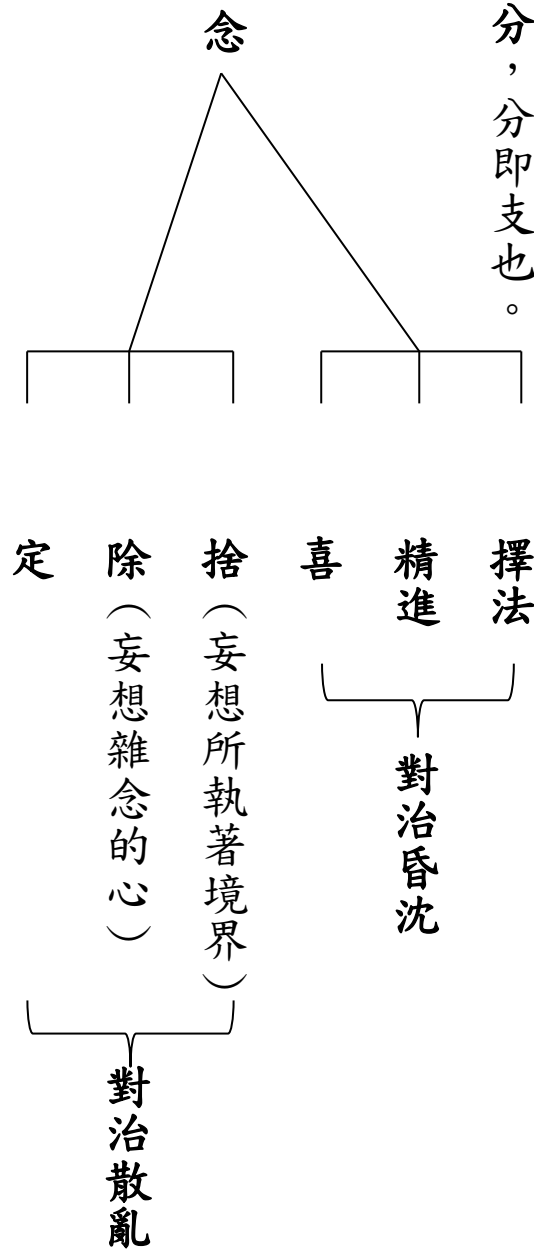 分，分即支也。
念
擇法
精進
喜
對治昏沈
捨（妄想所執著境界）
除（妄想雜念的心）
定
對治散亂